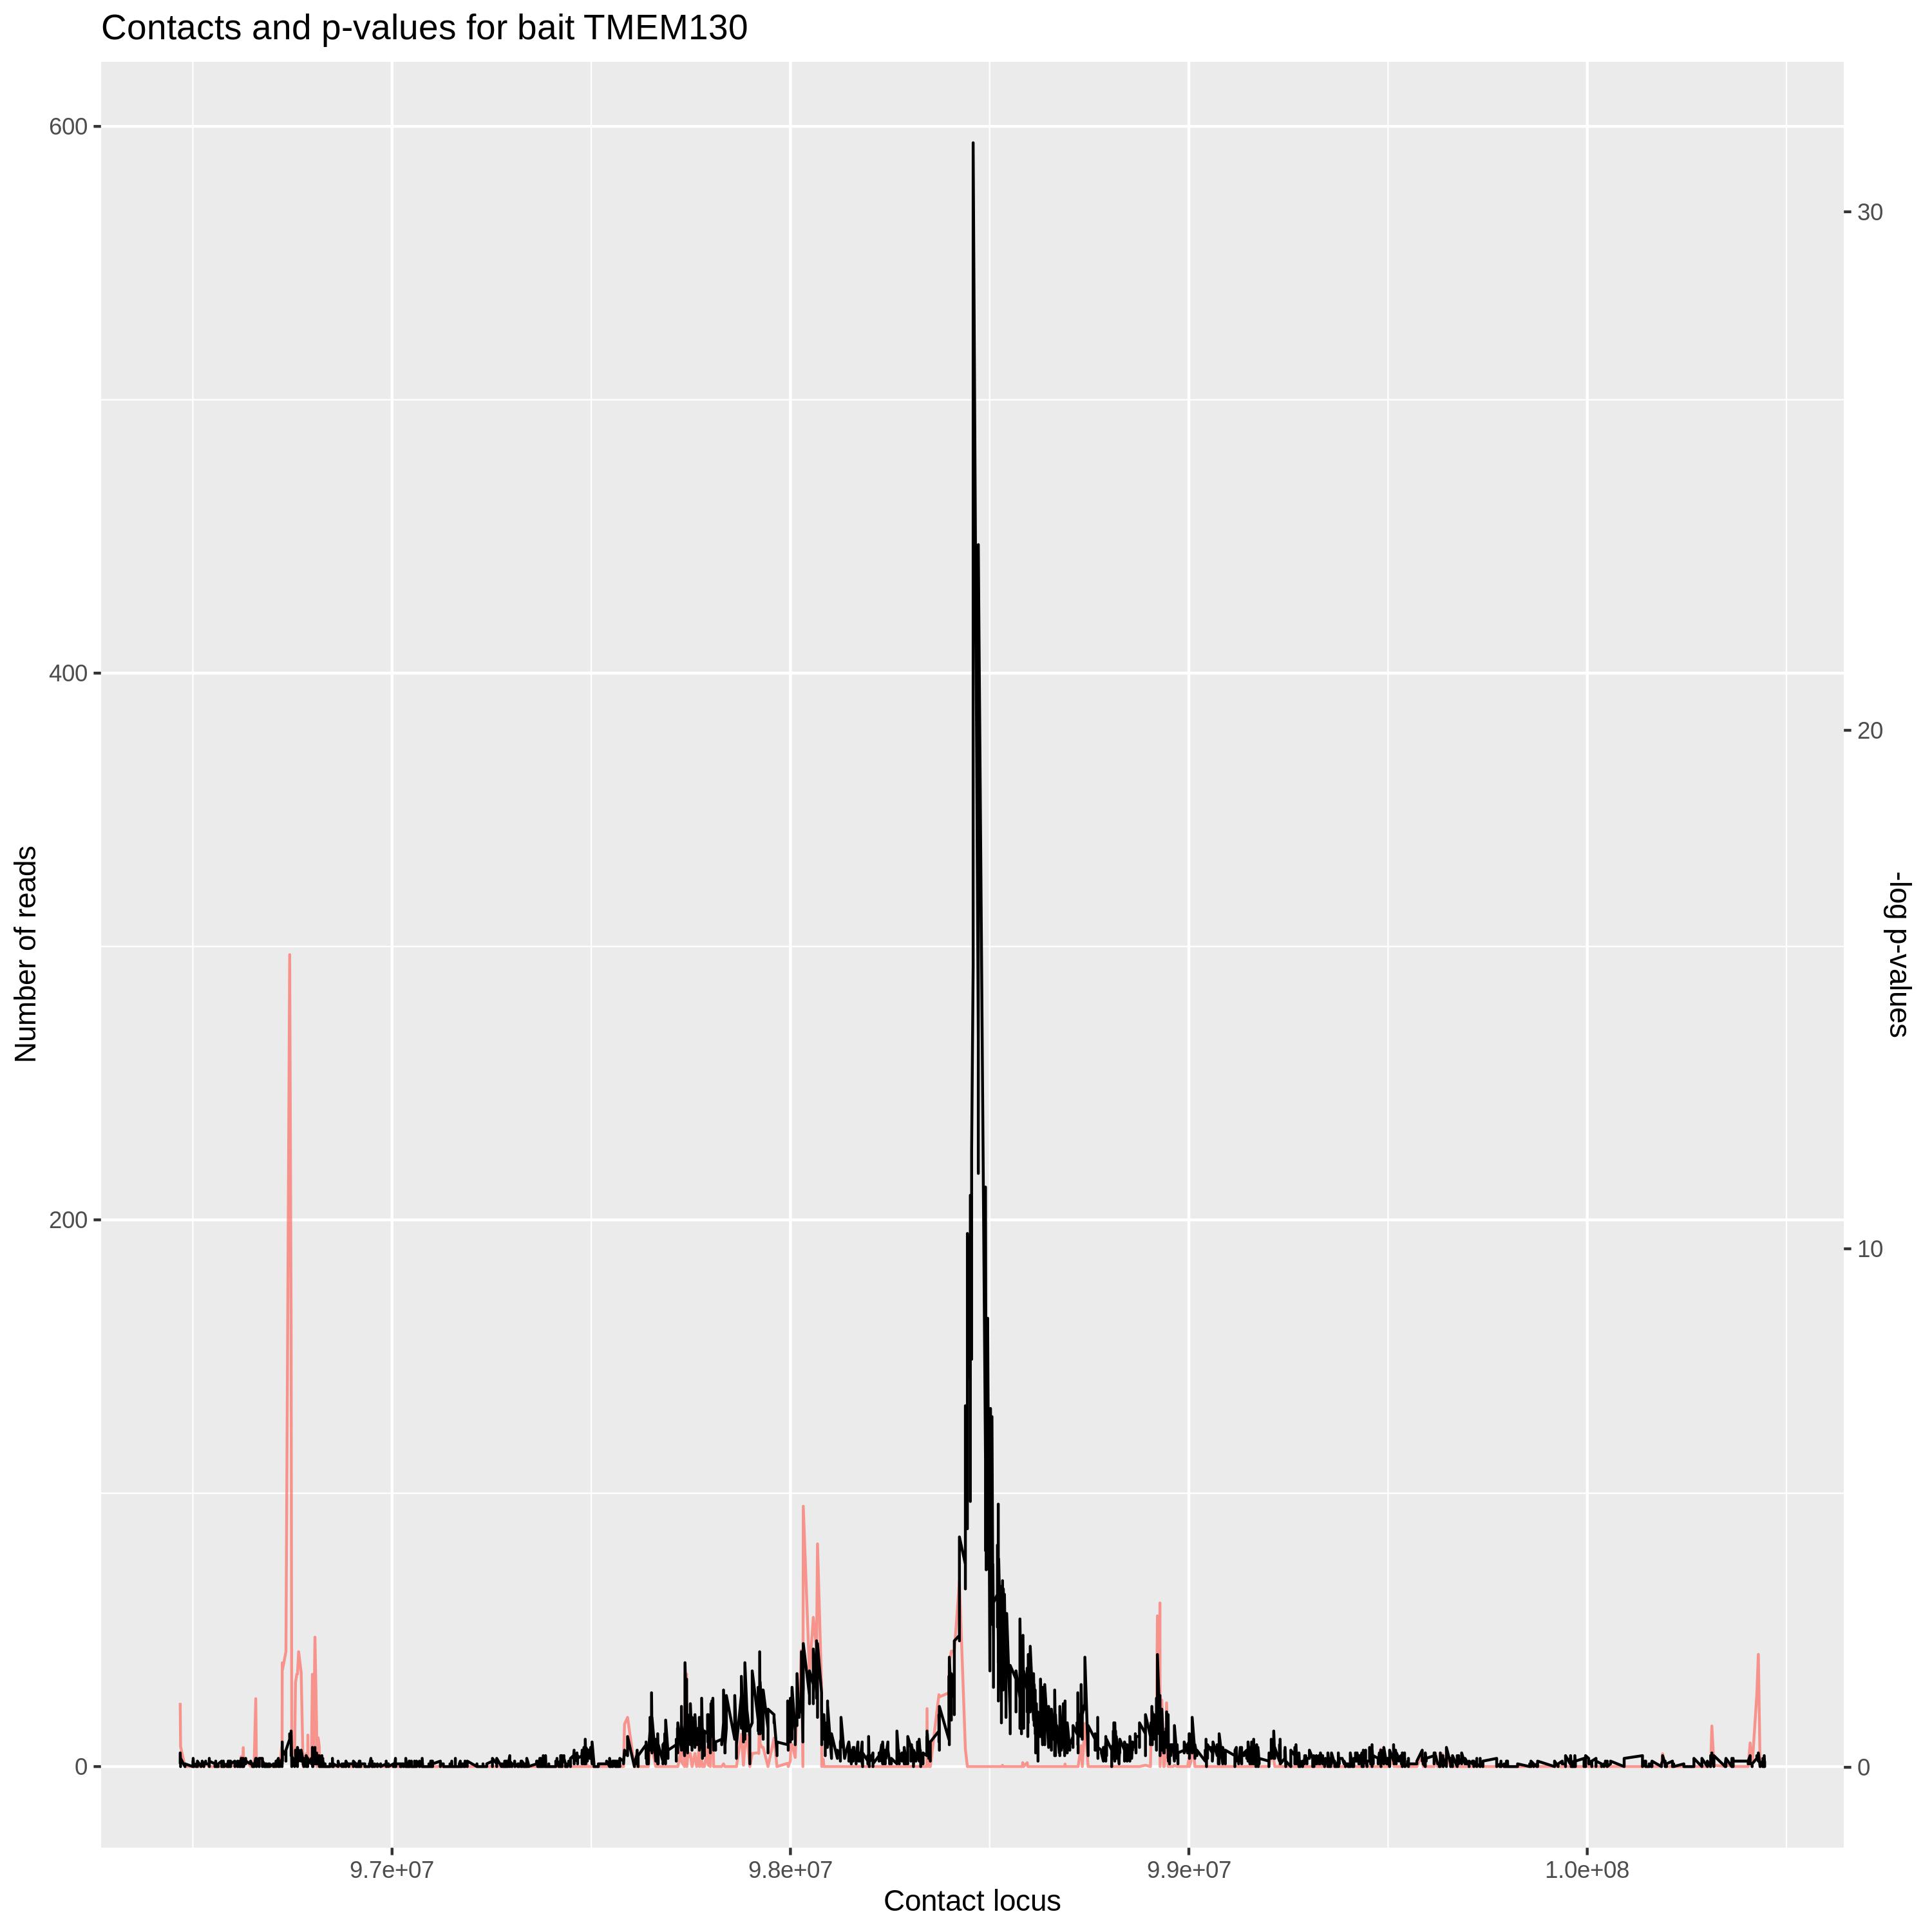 Contacts and p-values for bait TMEM130
600
400
200
0
Number of reads
30
20
10
0
-log p-values
9.7e+07
9.8e+07
9.9e+07
1.0e+08
Contact locus